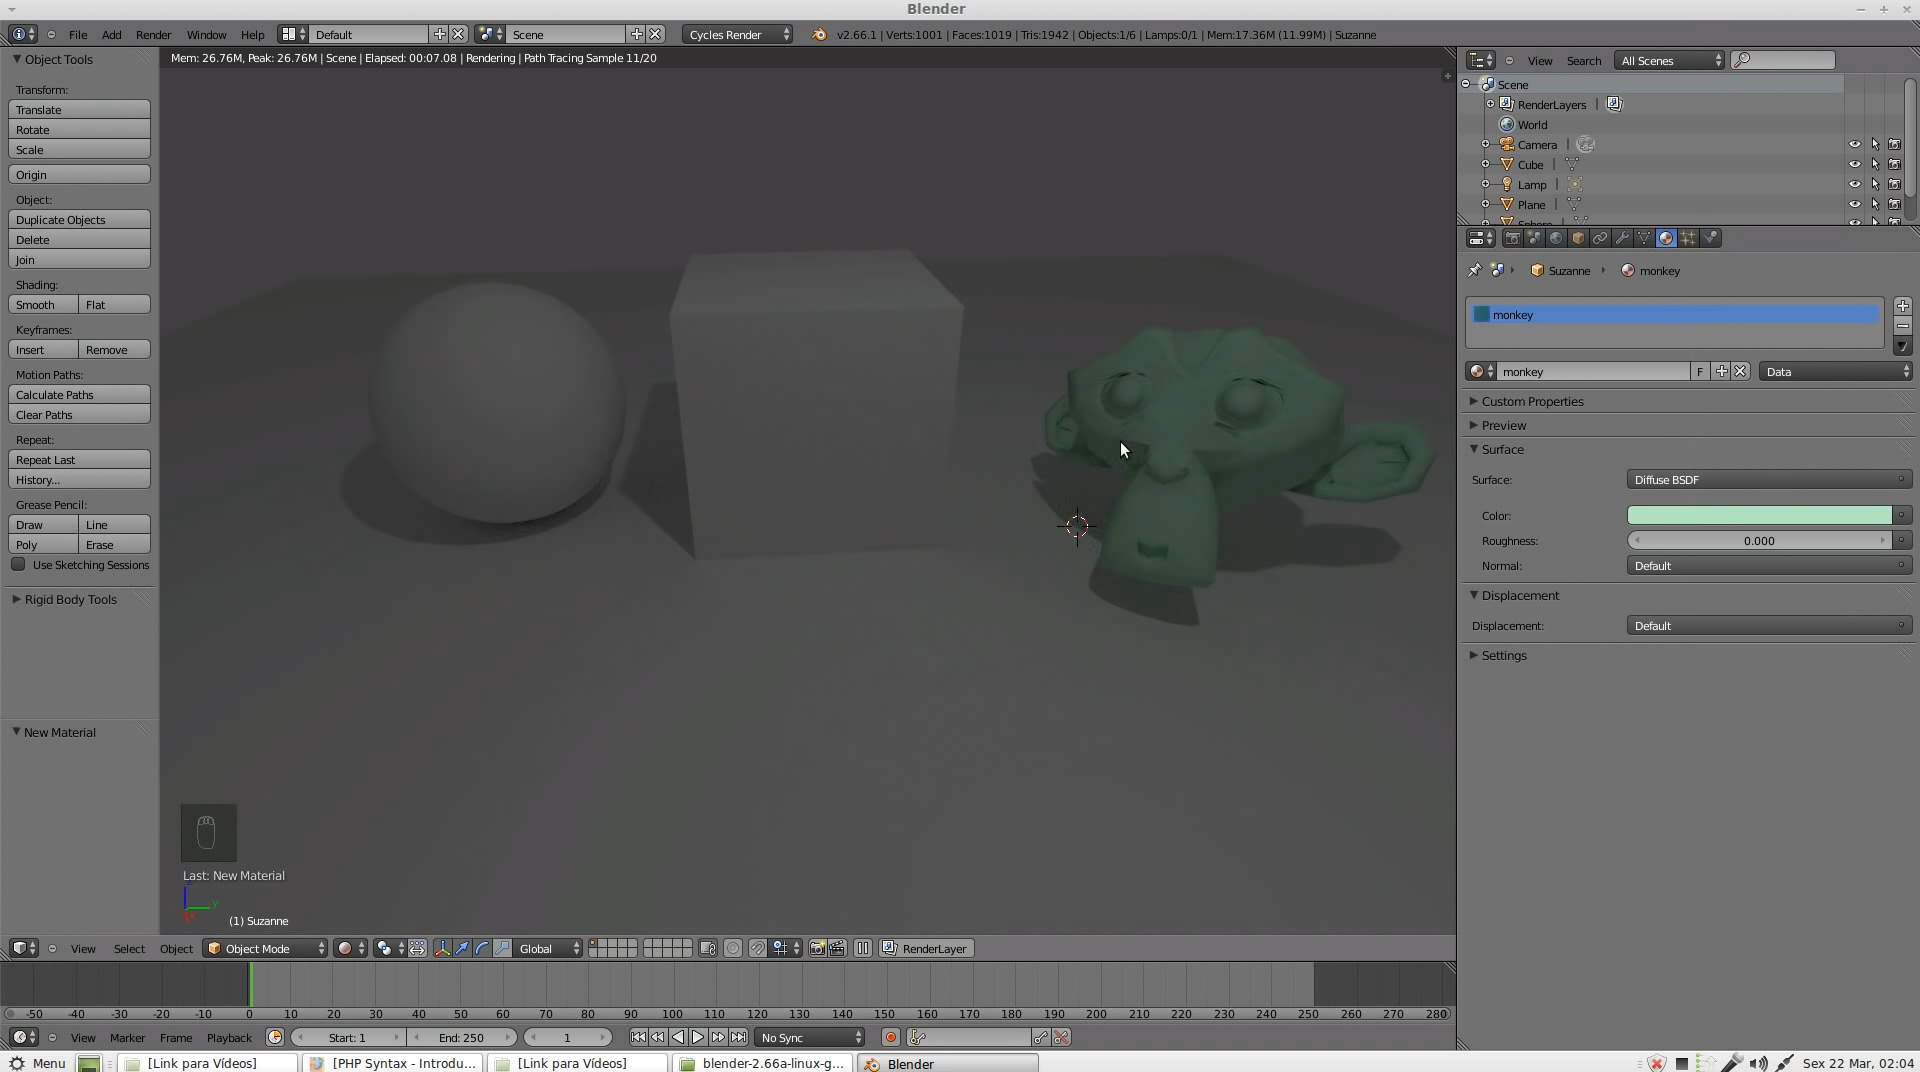 Blender
File Add Render Window Help Default Scene Cycles Render v2.66.1 | Verts:1001 | Faces:1019 | Tris:1942 | Objects:1/6 | Lamps:0/1 | Mem:17.36M (11.99M) | Suzanne
Object Tools
Transform:
Translate
Rotate
Scale
Origin
Object:
Duplicate Objects
Delete
Join
Shading:
Smooth Flat
Keyframes:
Insert Remove
Motion Paths:
Calculate Paths
Clear Paths
Repeat:
Repeat Last
History...
Grease Pencil:
Draw Line
Poly Erase
Use Sketching Sessions
Rigid Body Tools
New Material
Mem: 26.76M, Peak: 26.76M | Scene | Elapsed: 00:07.08 | Rendering | Path Tracing Sample 11/20
Last: New Material
y
(1) Suzanne
View Search All Scenes
Scene
RenderLayers |
World
Camera |
Cube |
Lamp |
Plane |
Sphere |
Suzanne monkey
monkey
monkey F Data
Custom Properties
Preview
Surface
Surface: Diffuse BSDF
Color:
Roughness: 0.000
Normal: Default
Displacement
Displacement: Default
Settings
View Select Object Object Mode Global RenderLayer
-50 -40 -30 -20 -10 0 10 20 30 40 50 60 70 80 90 100 110 120 130 140 150 160 170 180 190 200 210 220 230 240 250 260 270 280
View Marker Frame Playback Start: 1 End: 250 1 No Sync
Menu [Link para Vídeos] [PHP Syntax - Introdu... [Link para Vídeos] blender-2.66a-linux-g... Blender Sex 22 Mar, 02:04